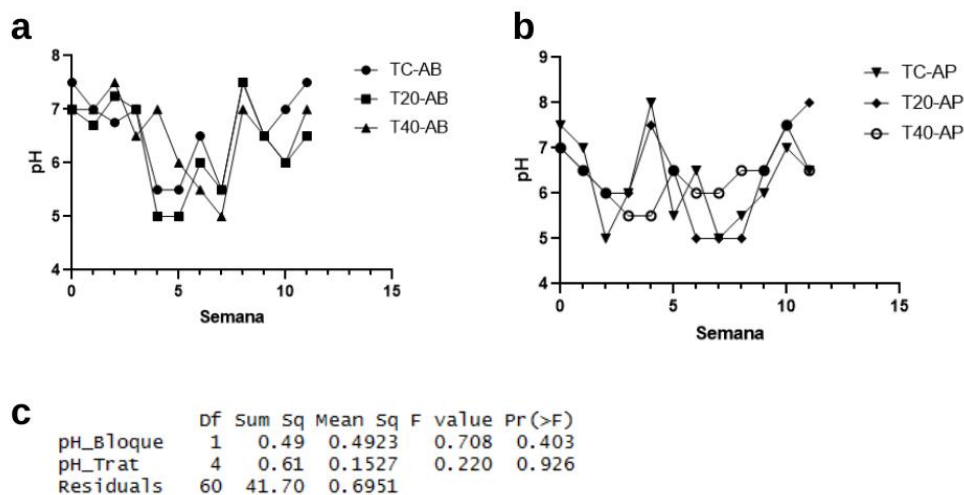 a
8
7
6
5
4
pH
0
5
10
15
Semana
TC-AB
T20-AB
T40-AB
b
9
8
7
6
5
4
pH
0
5
10
15
Semana
TC-AP
T20-AP
T40-AP
c
Df Sum Sq Mean Sq F value Pr(>F)
pH_Bloque 1 0.49 0.4923 0.708 0.403
pH_Trat 4 0.61 0.1527 0.220 0.926
Residuals 60 41.70 0.6951